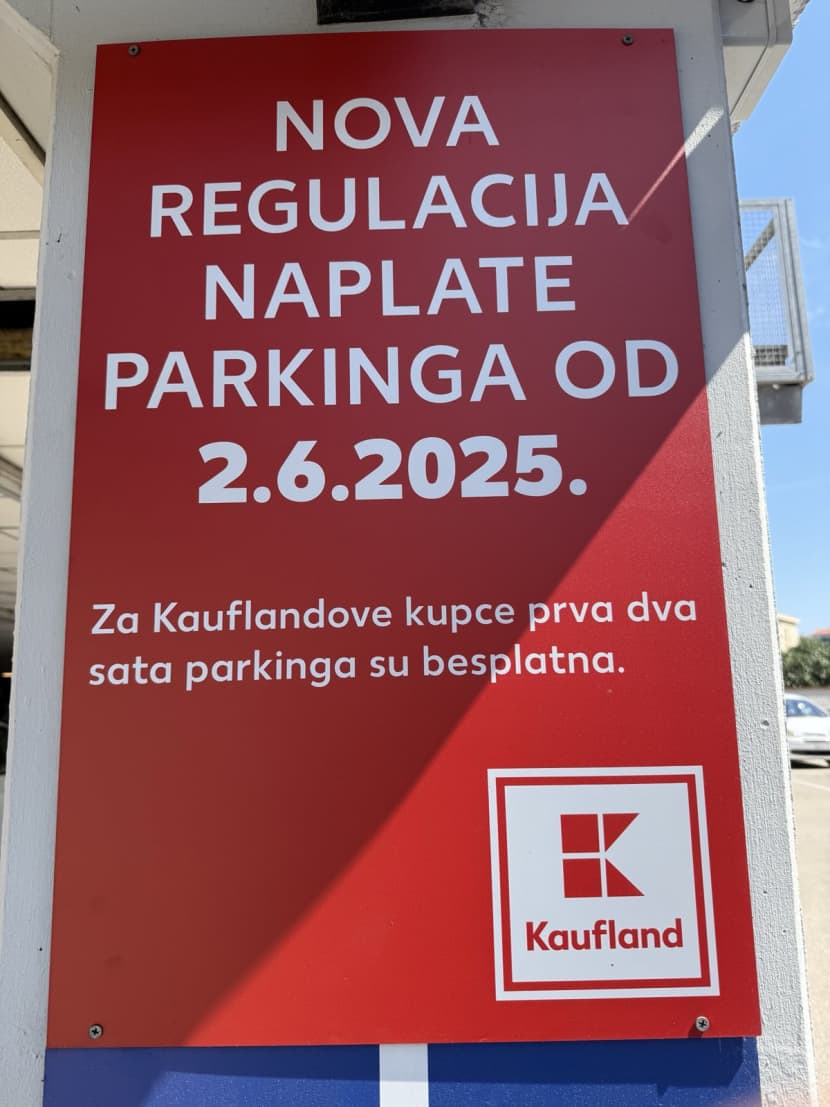 NOVA
REGULACIJA
NAPLATE
PARKINGA OD
2.6.2025.
Za Kauflandove kupce prva dva
sata parkinga su besplatna.
Kaufland